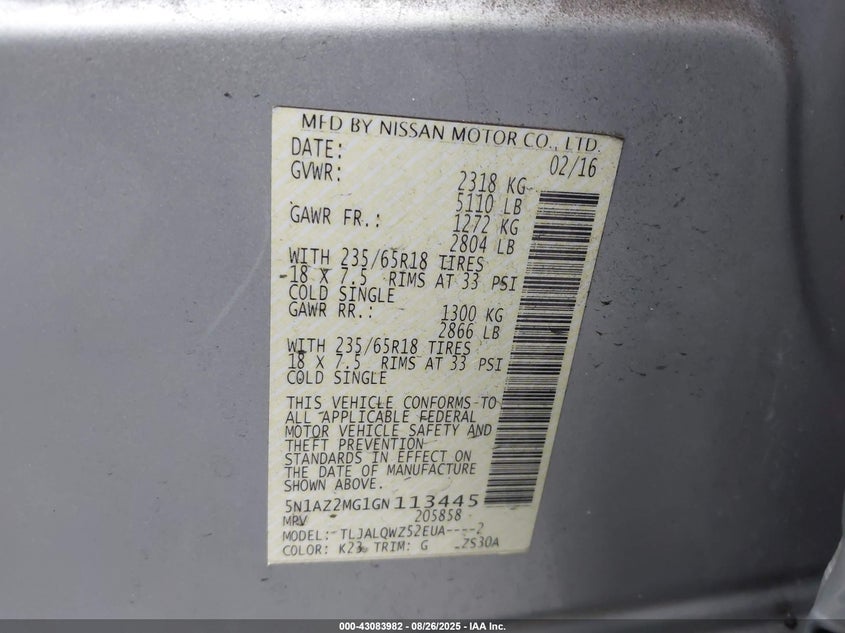 MFD BY NISSAN MOTOR CO., LTD.
DATE: 02/16
GVWR: 2318 KG
5110 LB
GAWR FR.: 1272 KG
2804 LB
WITH 235/65R18 TIRES
18 X 7.5 RIMS AT 33 PSI
COLD SINGLE
GAWR RR.: 1300 KG
2866 LB
WITH 235/65R18 TIRES
18 X 7.5 RIMS AT 33 PSI
COLD SINGLE
THIS VEHICLE CONFORMS TO
ALL APPLICABLE FEDERAL
MOTOR VEHICLE SAFETY AND
THEFT PREVENTION
STANDARDS IN EFFECT ON
THE DATE OF MANUFACTURE
SHOWN ABOVE.
5N1AZ2MG1GN113445
MPV 205858
MODEL: TLJALQWZ52EUA----2
COLOR: K23 TRIM: G ZS30A
000-43083982 - 08/26/2025 - IAA Inc.